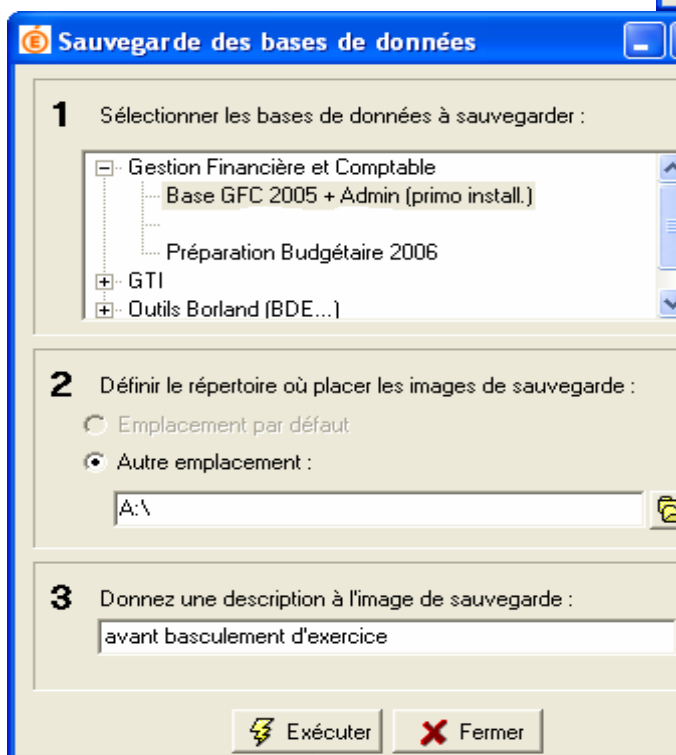 Sauvegarde des bases de données
1 Sélectionner les bases de données à sauvegarder :
Gestion Financière et Comptable
Base GFC 2005 + Admin (primo install.)
Préparation Budgétaire 2006
GTI
Outils Borland (BDE...)
2 Définir le répertoire où placer les images de sauvegarde :
Emplacement par défaut
Autre emplacement :
A:\
3 Donnez une description à l'image de sauvegarde :
avant basculement d'exercice
Exécuter Fermer